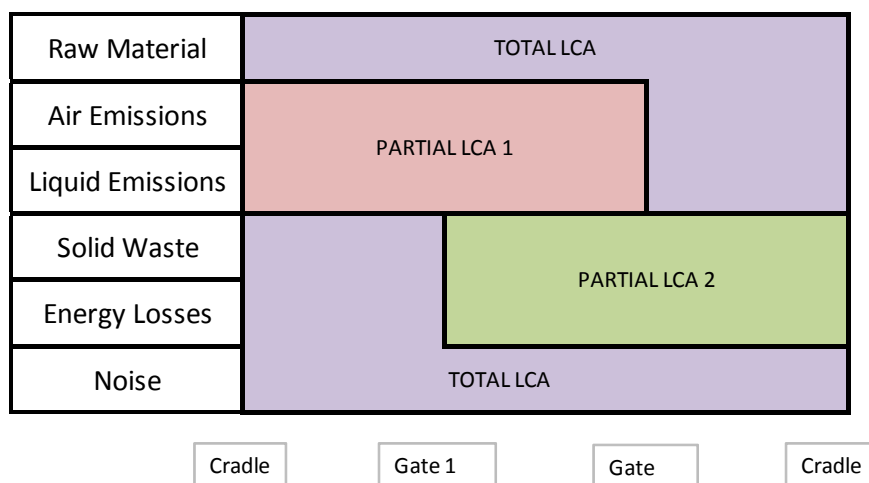 Raw Material
TOTAL LCA
Air Emissions
PARTIAL LCA 1
Liquid Emissions
Solid Waste
PARTIAL LCA 2
Energy Losses
Noise
TOTAL LCA
Cradle
Gate 1
Gate
Cradle